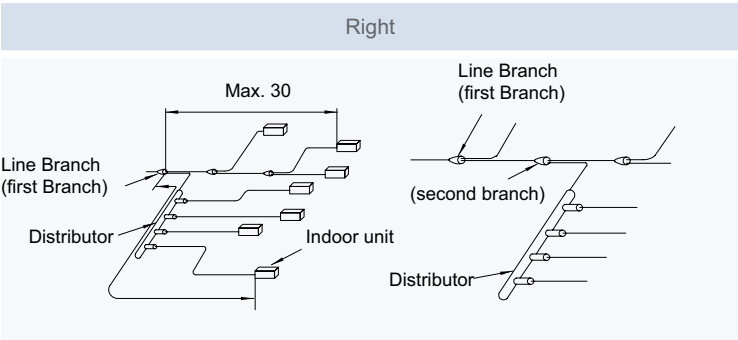 Right
Max. 30
Line Branch
(first Branch)
Distributor
Indoor unit
Line Branch
(first Branch)
(second branch)
Distributor